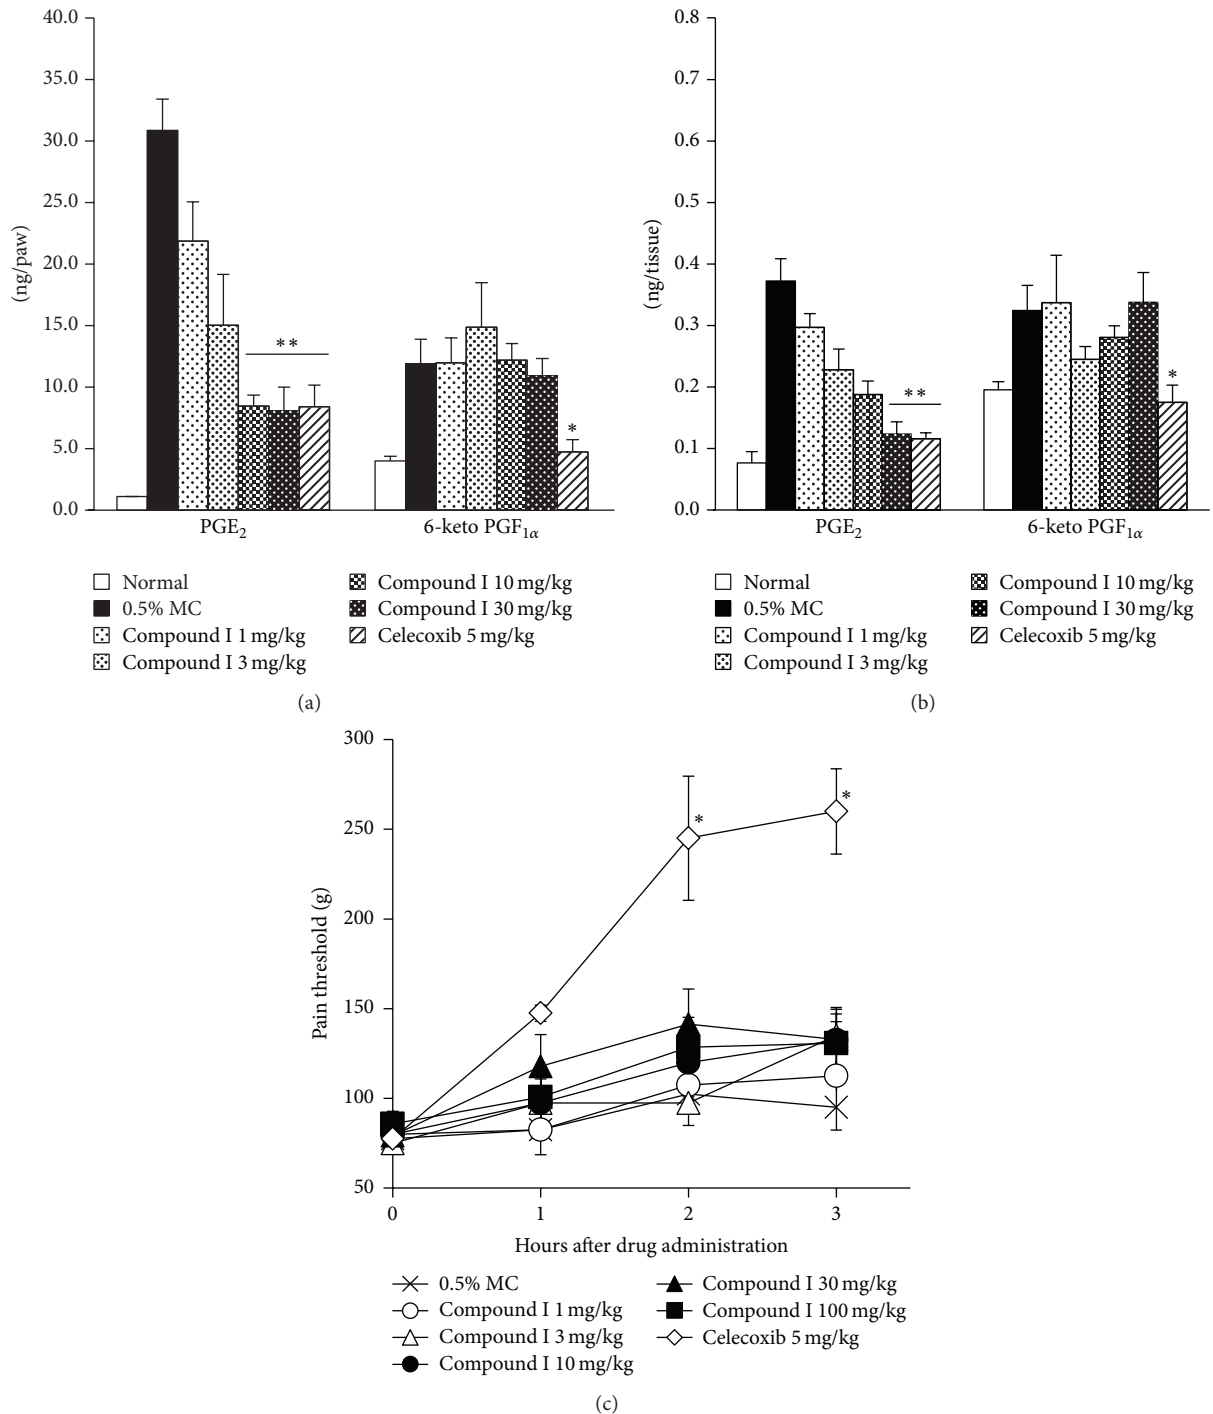 40.0
35.0
30.0
25.0
20.0
15.0
10.0
5.0
0.0
(ng/paw)
**
*
PGE2
6-keto PGF1α
Normal
0.5% MC
Compound I 1 mg/kg
Compound I 3 mg/kg
Compound I 10 mg/kg
Compound I 30 mg/kg
Celecoxib 5 mg/kg
(a)
0.8
0.7
0.6
0.5
0.4
0.3
0.2
0.1
0.0
(ng/tissue)
**
*
PGE2
6-keto PGF1α
Normal
0.5% MC
Compound I 1 mg/kg
Compound I 3 mg/kg
Compound I 10 mg/kg
Compound I 30 mg/kg
Celecoxib 5 mg/kg
(b)
300
250
200
150
100
50
Pain threshold (g)
*
*
0 1 2 3
Hours after drug administration
0.5% MC
Compound I 1 mg/kg
Compound I 3 mg/kg
Compound I 10 mg/kg
Compound I 30 mg/kg
Compound I 100 mg/kg
Celecoxib 5 mg/kg
(c)